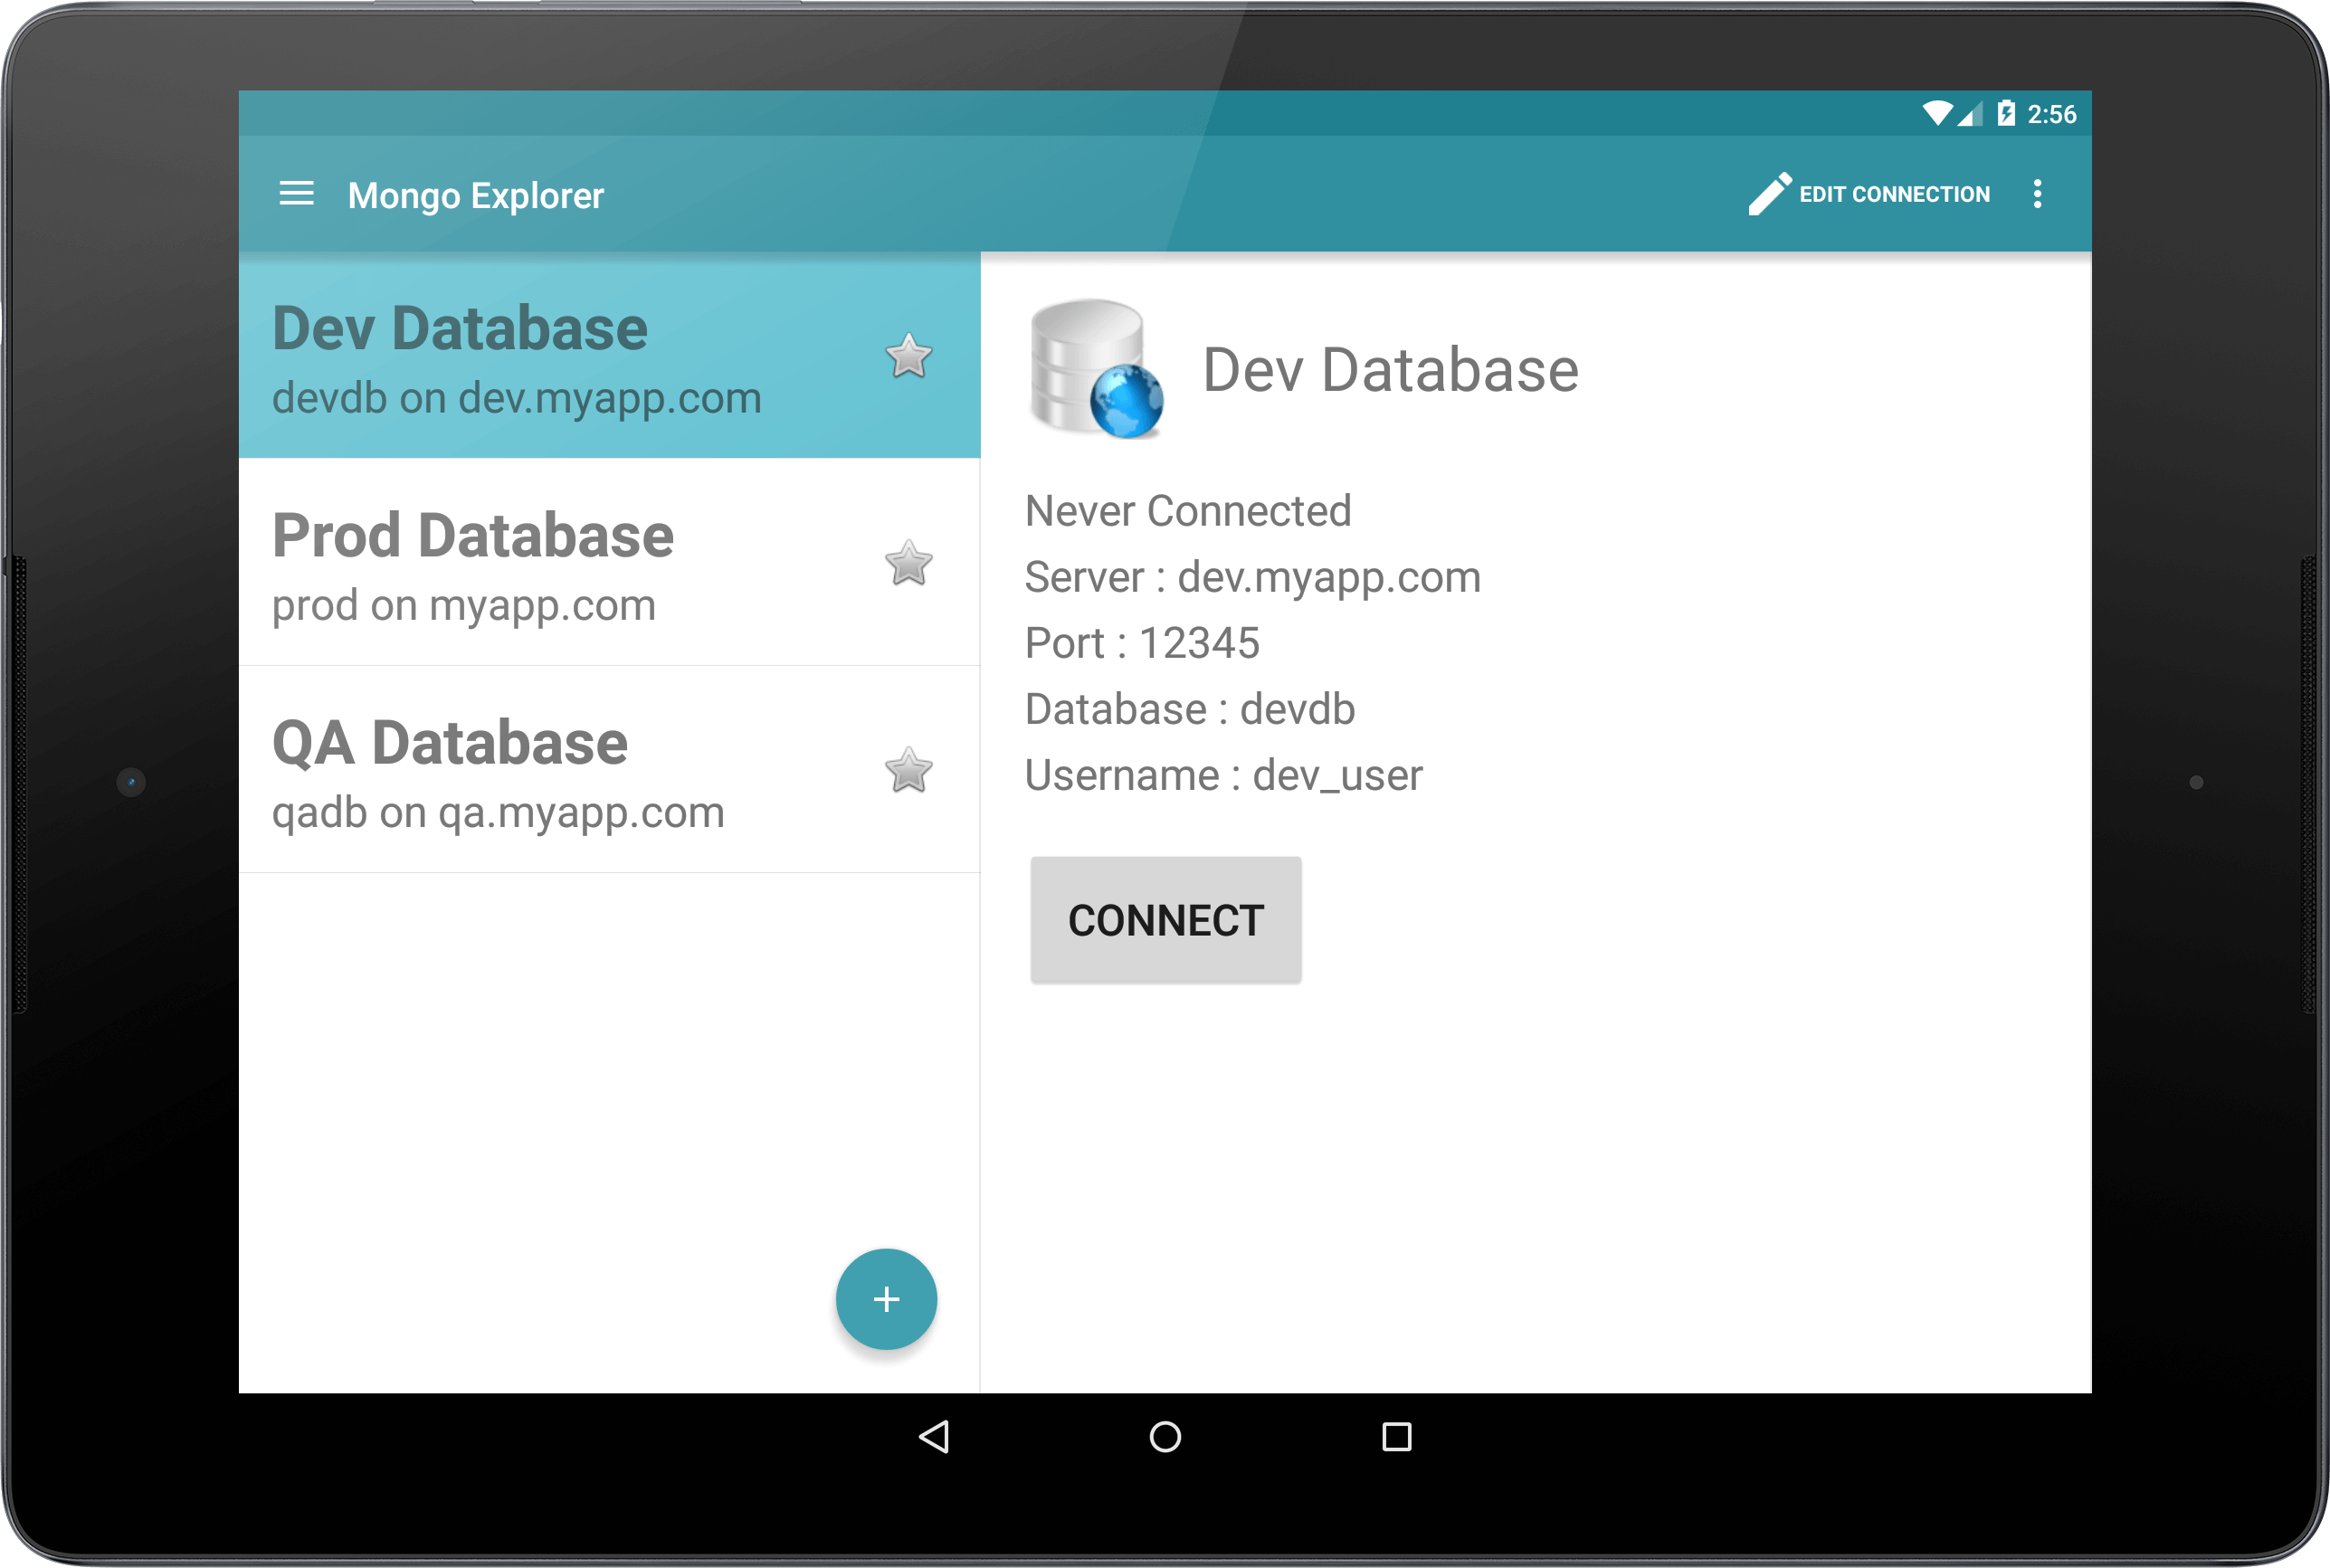 2:56
Mongo Explorer
EDIT CONNECTION
Dev Database
devdb on dev.myapp.com
Prod Database
prod on myapp.com
QA Database
qadb on qa.myapp.com
Dev Database
Never Connected
Server : dev.myapp.com
Port : 12345
Database : devdb
Username : dev_user
CONNECT